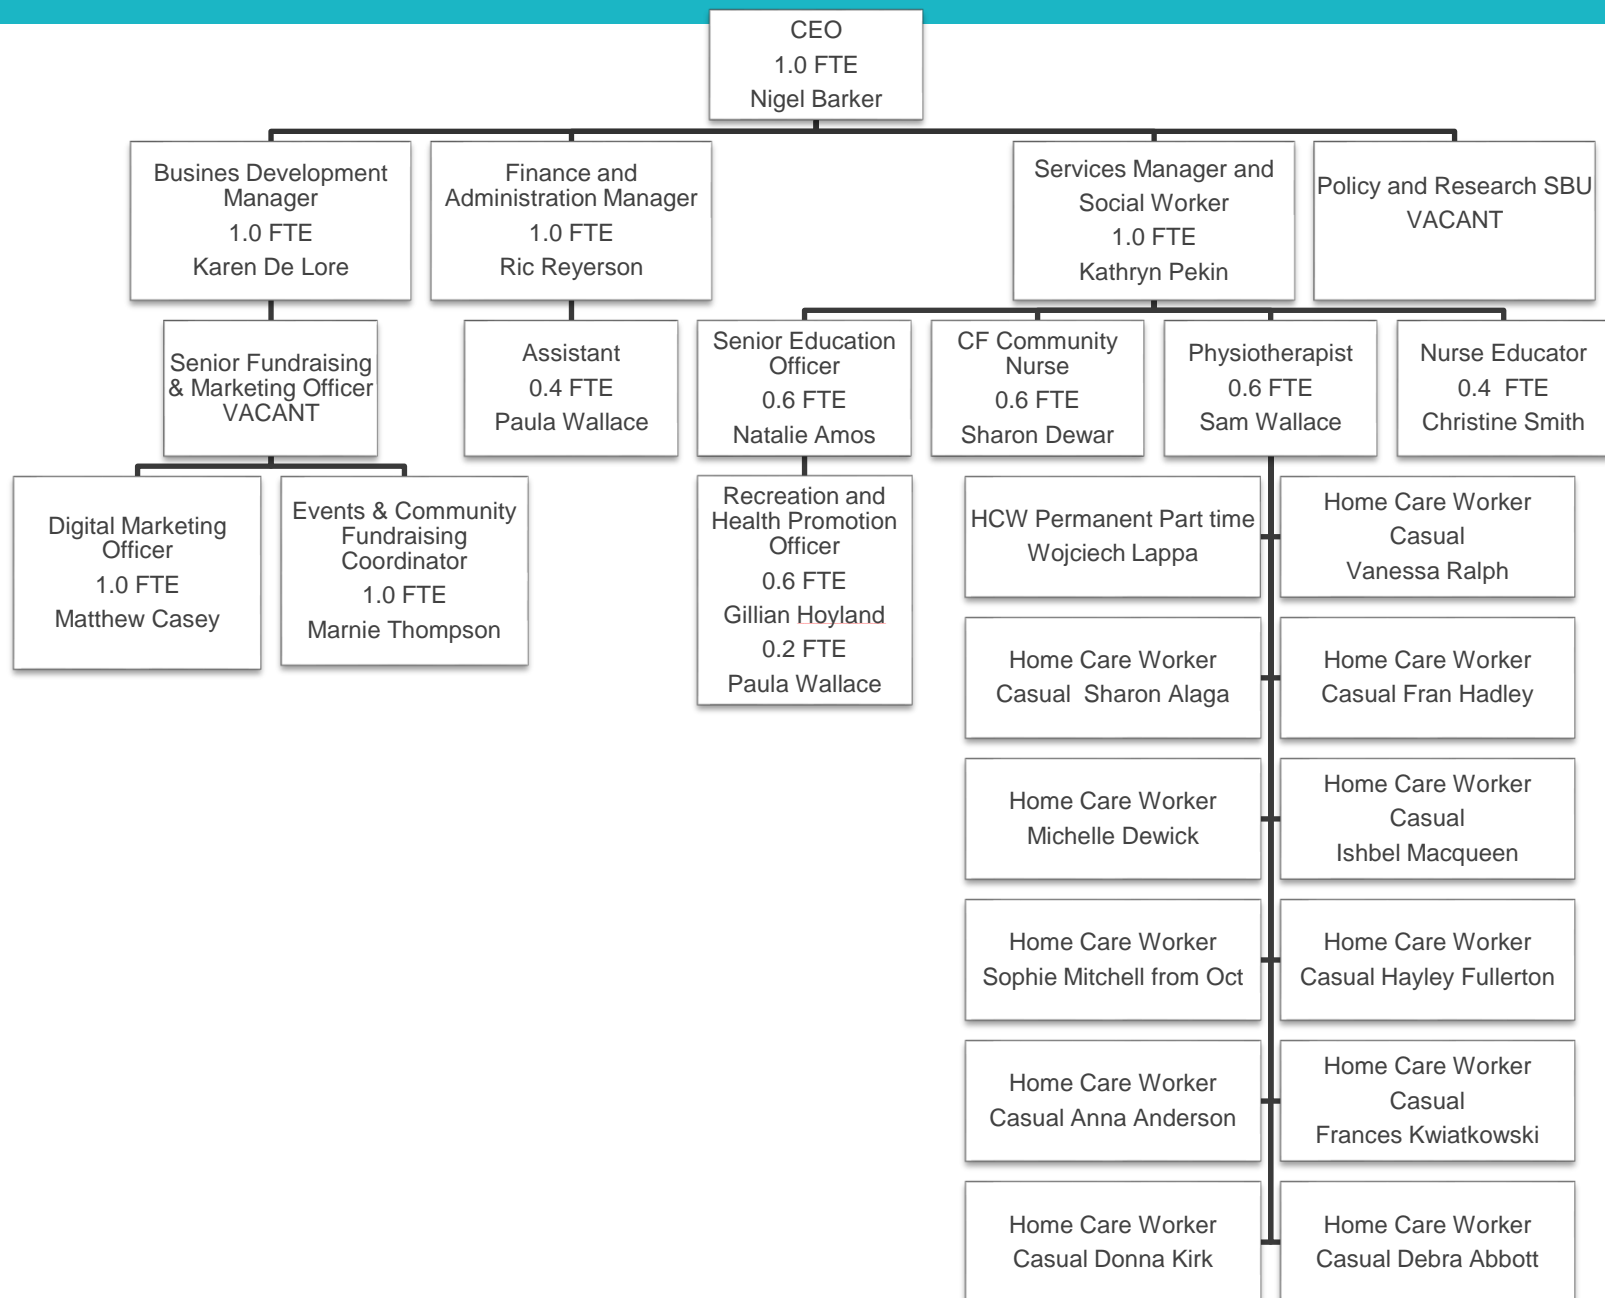 CEO
1.0 FTE
Nigel Barker
Busines Development
Manager
1.0 FTE
Karen De Lore
Finance and
Administration Manager
1.0 FTE
Ric Reyerson
Services Manager and
Social Worker
1.0 FTE
Kathryn Pekin
Policy and Research SBU
VACANT
Senior Fundraising
& Marketing Officer
VACANT
Assistant
0.4 FTE
Paula Wallace
Senior Education
Officer
0.6 FTE
Natalie Amos
CF Community
Nurse
0.6 FTE
Sharon Dewar
Physiotherapist
0.6 FTE
Sam Wallace
Nurse Educator
0.4 FTE
Christine Smith
Digital Marketing
Officer
1.0 FTE
Matthew Casey
Events & Community
Fundraising
Coordinator
1.0 FTE
Marnie Thompson
Recreation and
Health Promotion
Officer
0.6 FTE
Gillian Hoyland
0.2 FTE
Paula Wallace
HCW Permanent Part time
Wojciech Lappa
Home Care Worker
Casual
Vanessa Ralph
Home Care Worker
Casual Sharon Alaga
Home Care Worker
Casual Fran Hadley
Home Care Worker
Michelle Dewick
Home Care Worker
Casual
Ishbel Macqueen
Home Care Worker
Sophie Mitchell from Oct
Home Care Worker
Casual Hayley Fullerton
Home Care Worker
Casual Anna Anderson
Home Care Worker
Casual
Frances Kwiatkowski
Home Care Worker
Casual Donna Kirk
Home Care Worker
Casual Debra Abbott